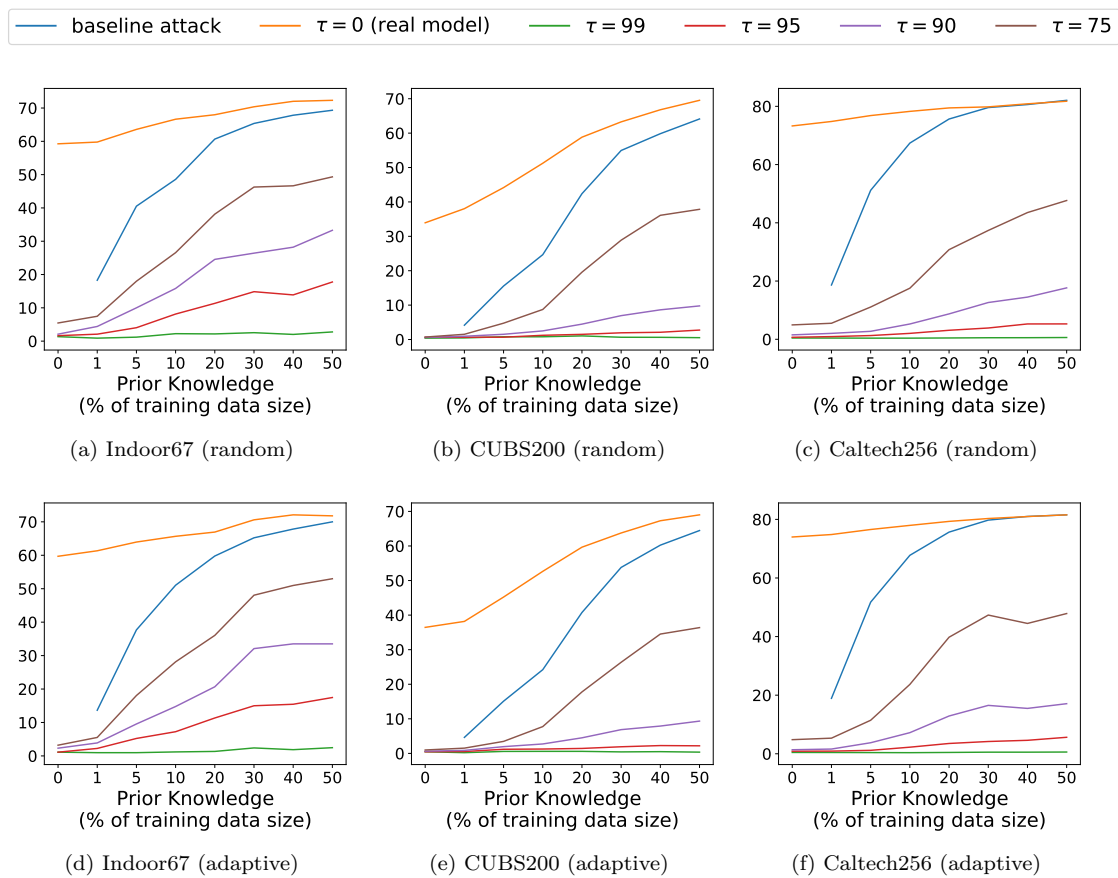 baseline attack τ = 0 (real model) τ = 99 τ = 95 τ = 90 τ = 75
70
60
50
40
30
20
10
0
0 1 5 10 20 30 40 50
Prior Knowledge
(% of training data size)
(a) Indoor67 (random)
70
60
50
40
30
20
10
0
0 1 5 10 20 30 40 50
Prior Knowledge
(% of training data size)
(b) CUBS200 (random)
80
60
40
20
0
0 1 5 10 20 30 40 50
Prior Knowledge
(% of training data size)
(c) Caltech256 (random)
70
60
50
40
30
20
10
0
0 1 5 10 20 30 40 50
Prior Knowledge
(% of training data size)
(d) Indoor67 (adaptive)
70
60
50
40
30
20
10
0
0 1 5 10 20 30 40 50
Prior Knowledge
(% of training data size)
(e) CUBS200 (adaptive)
80
60
40
20
0
0 1 5 10 20 30 40 50
Prior Knowledge
(% of training data size)
(f) Caltech256 (adaptive)